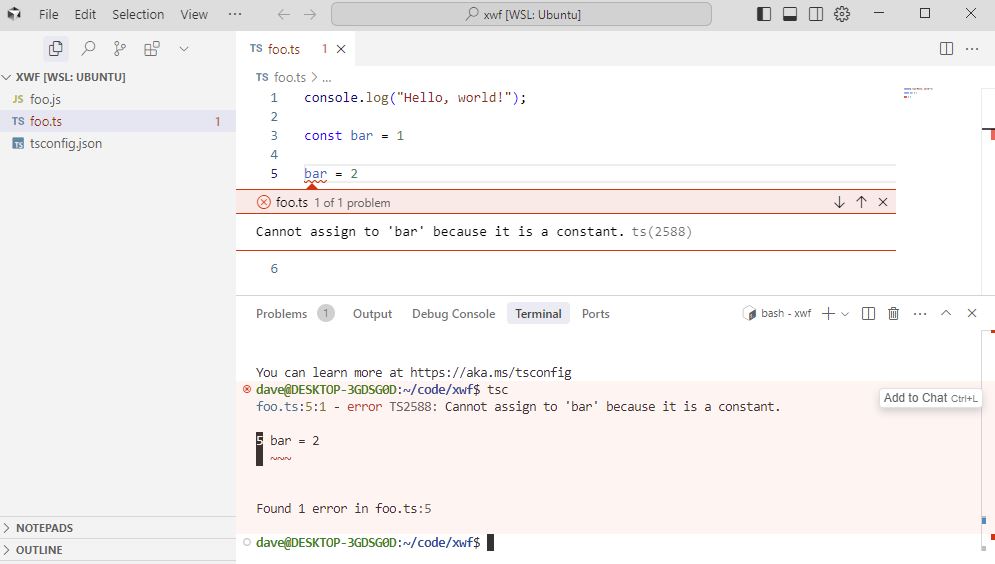 File Edit Selection View ··· xwf [WSL: Ubuntu]
XWF [WSL: UBUNTU]
JS foo.js
TS foo.ts 1
TS tsconfig.json
NOTEPADS
OUTLINE
TS foo.ts 1
TS foo.ts > ...
1 console.log("Hello, world!");
2
3 const bar = 1
4
5 bar = 2
foo.ts 1 of 1 problem
Cannot assign to 'bar' because it is a constant. ts(2588)
6
Problems 1 Output Debug Console Terminal Ports bash - xwf
You can learn more at https://aka.ms/tsconfig
dave@DESKTOP-3GDSG0D:~/code/xwf$ tsc
foo.ts:5:1 - error TS2588: Cannot assign to 'bar' because it is a constant.
5 bar = 2
~~~
Found 1 error in foo.ts:5
dave@DESKTOP-3GDSG0D:~/code/xwf$
Add to Chat Ctrl+L